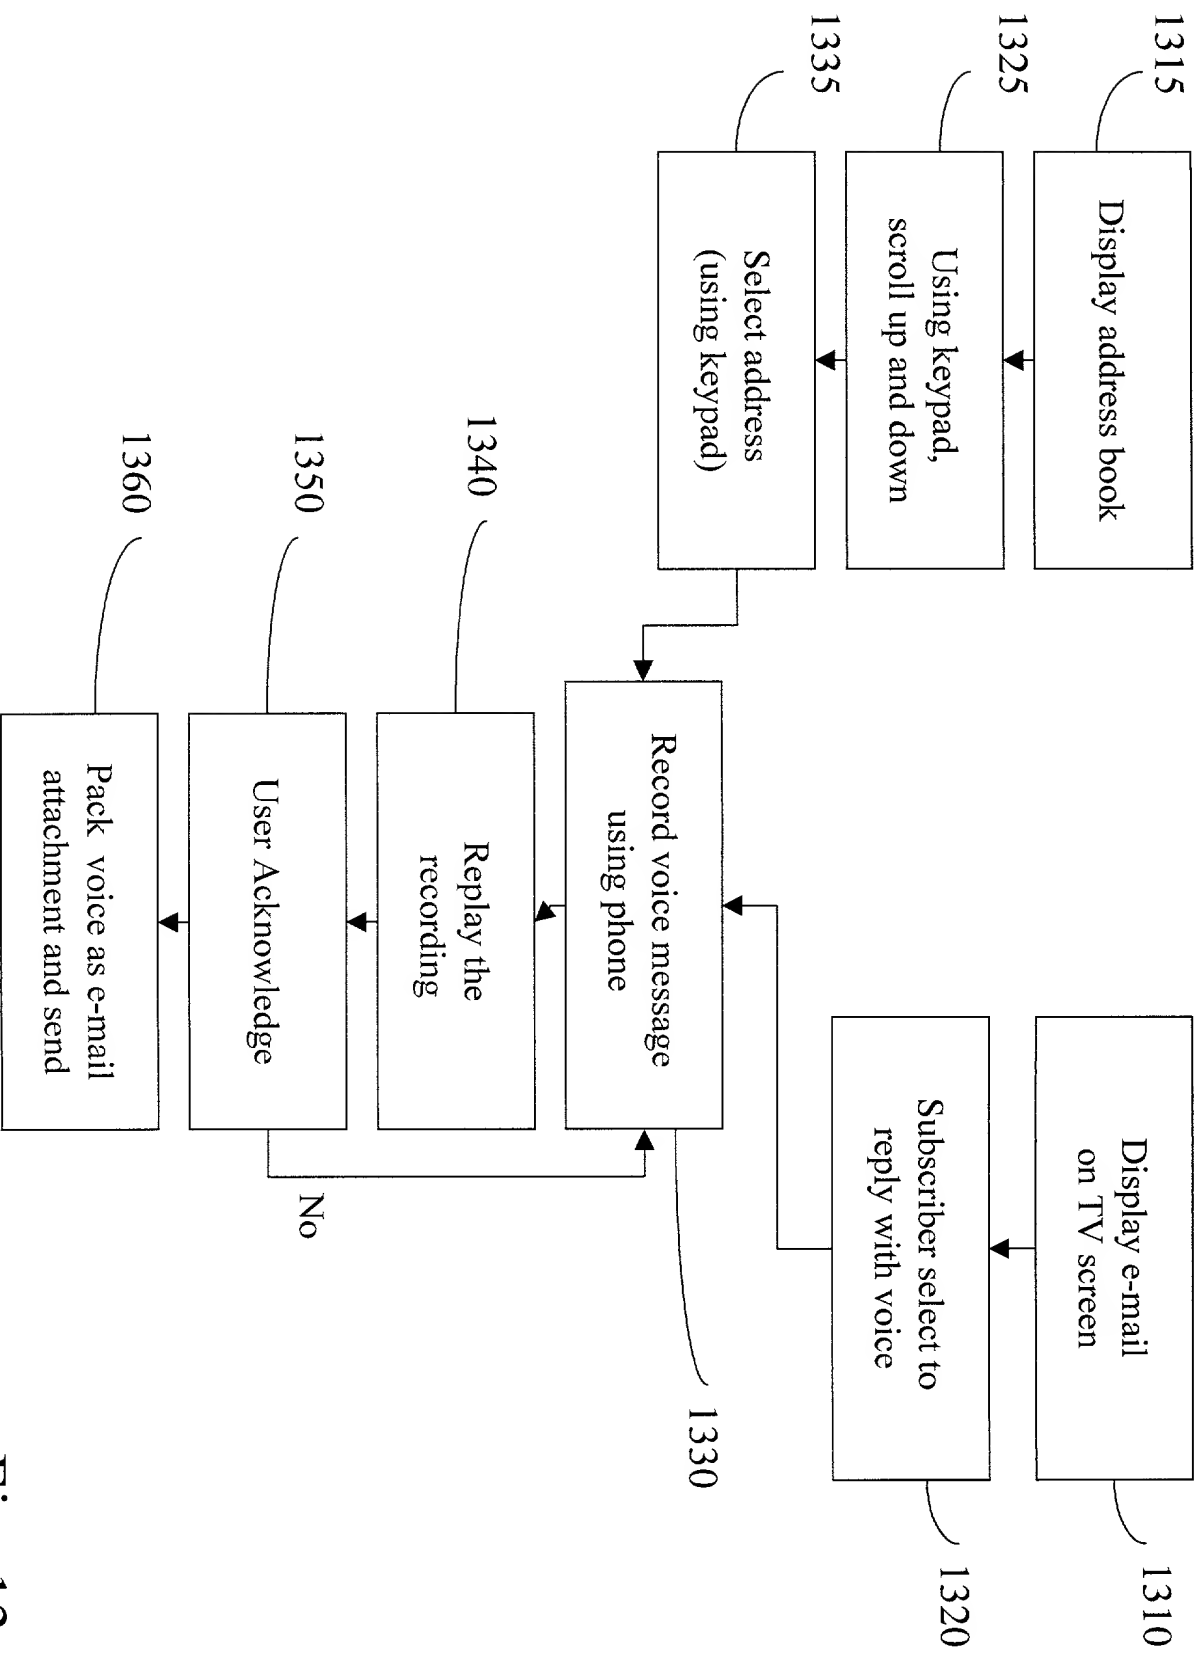 1315
Display address book
1325
Using keypad,
scroll up and down
1335
Select address
(using keypad)
Display e-mail
on TV screen
1310
Subscriber select to
reply with voice
1320
Record voice message
using phone
1330
1340
Replay the
recording
1350
User Acknowledge
No
1360
Pack voice as e-mail
attachment and send